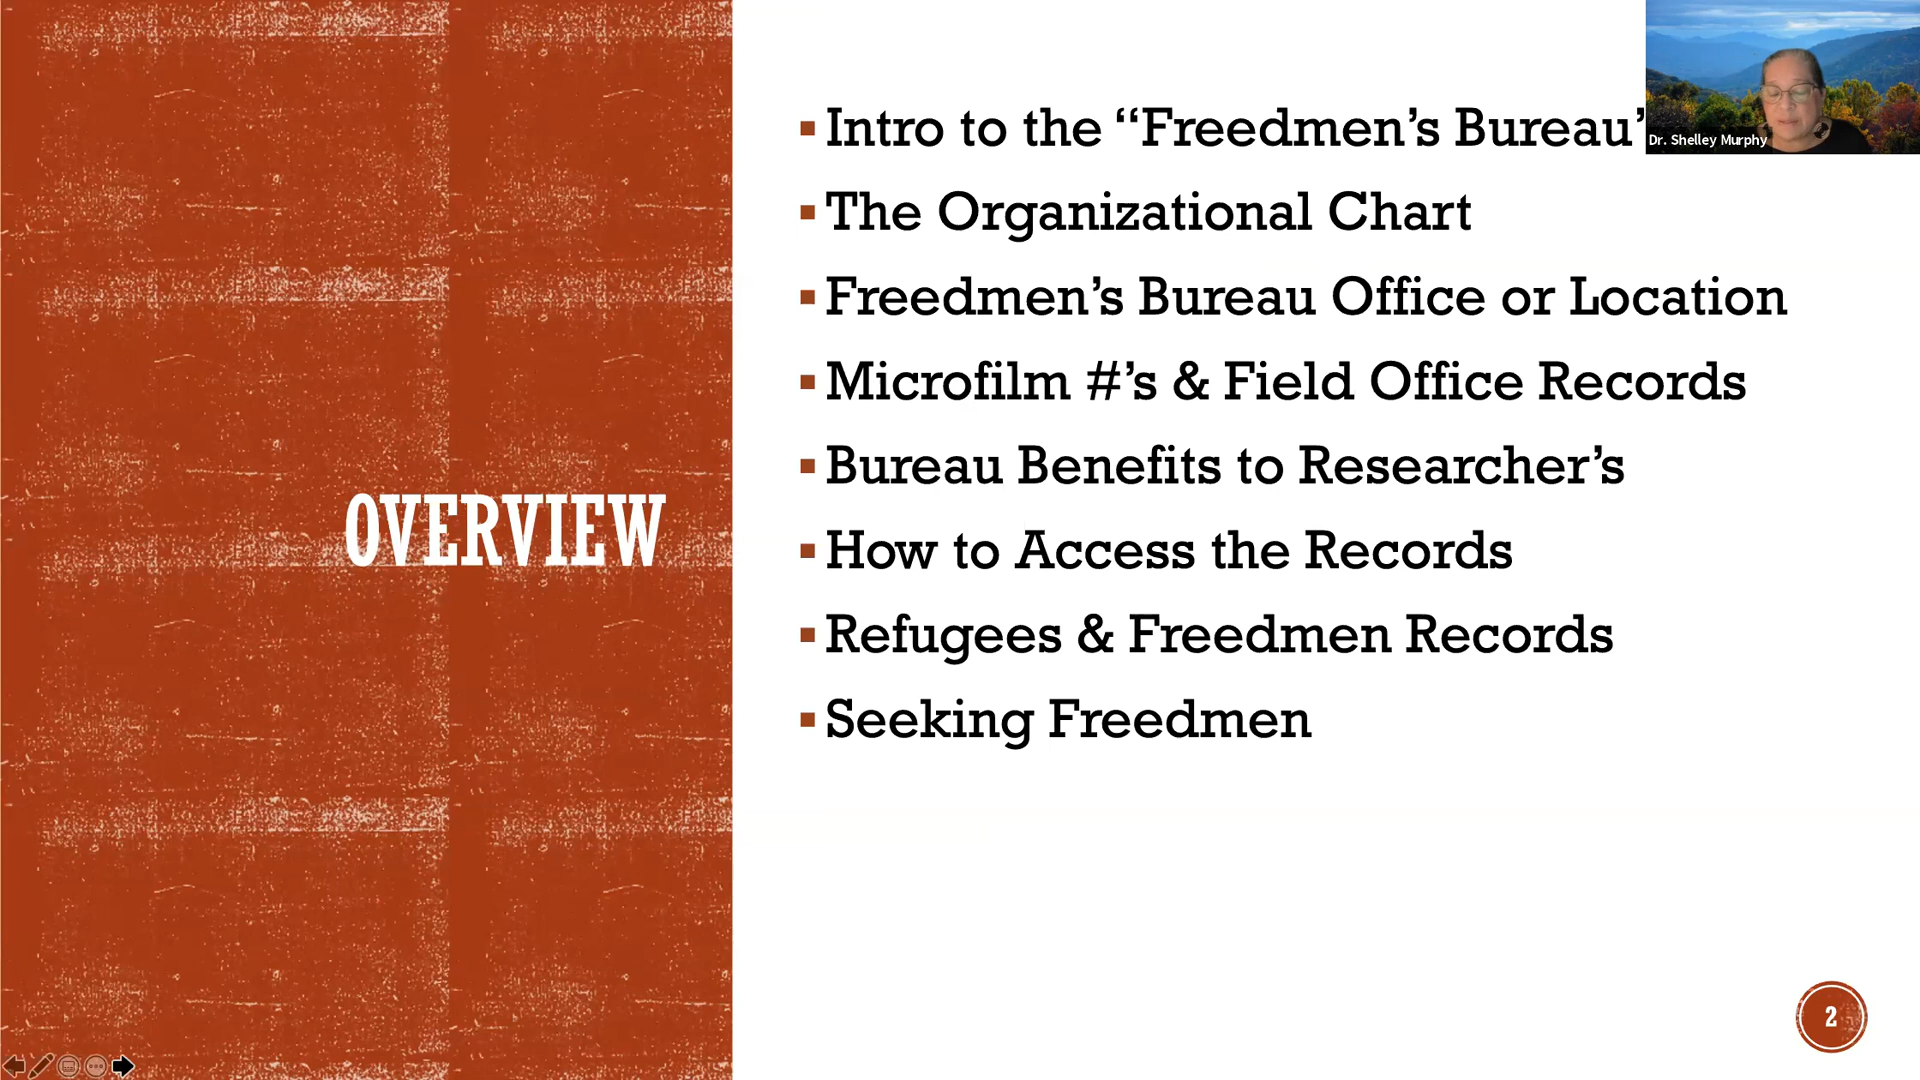 OVERVIEW
Intro to the “Freedmen’s Bureau’
The Organizational Chart
Freedmen’s Bureau Office or Location
Microfilm #’s & Field Office Records
Bureau Benefits to Researcher’s
How to Access the Records
Refugees & Freedmen Records
Seeking Freedmen
Dr. Shelley Murphy
2